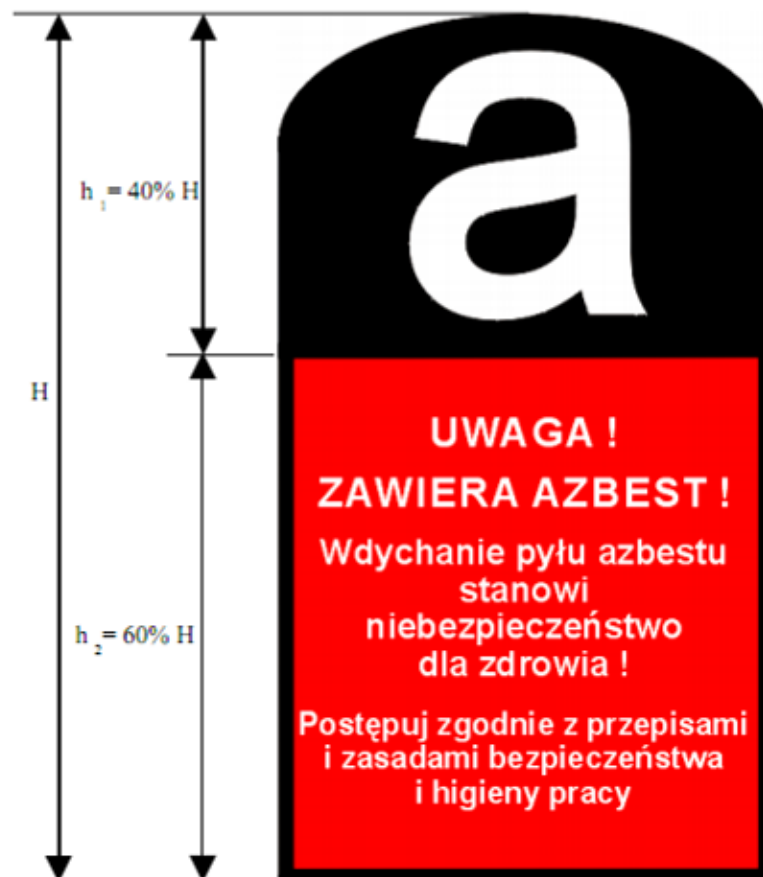 a
h₁= 40% H
H
UWAGA !
ZAWIERA AZBEST !
Wdychanie pyłu azbestu
stanowi
niebezpieczeństwo
dla zdrowia !
h₂= 60% H
Postępuj zgodnie z przepisami
i zasadami bezpieczeństwa
i higieny pracy